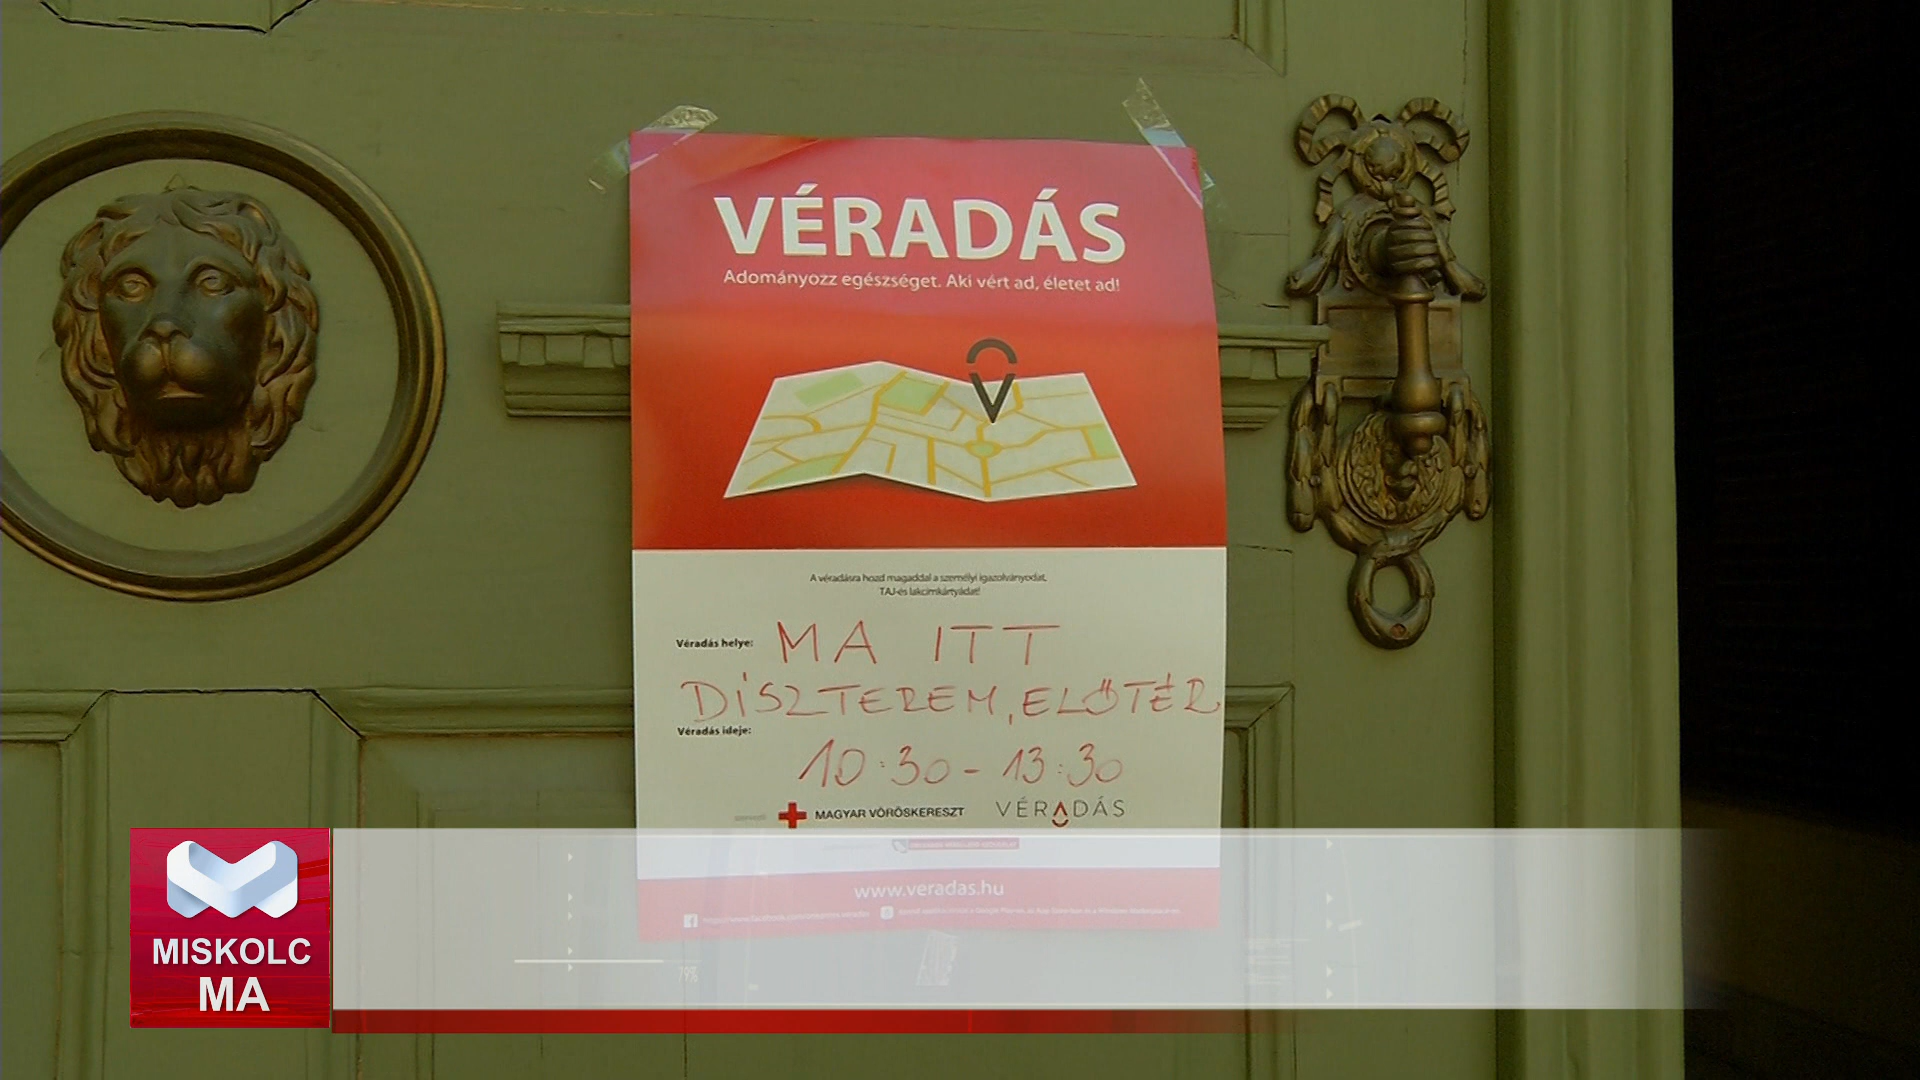 VÉRADÁS
Adományozz egészséget. Aki vért ad, életet ad!
A véradásra hozd magaddal a személyi igazolványodat,
TAJ-és lakcímkártyádat!
Véradás helye: MA ITT
DÍSZTEREM, ELŐTÉR
Véradás ideje:
10:30 - 13:30
MAGYAR VÖRÖSKERESZT VÉRADÁS
www.veradas.hu
MISKOLC
MA
79%